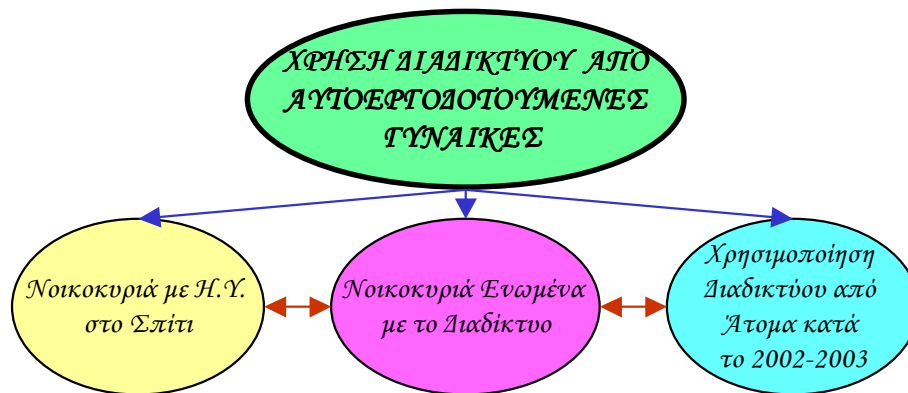 ΧΡΗΣΗ ΔΙΑΔΙΚΤΥΟΥ ΑΠΟ
ΑΥΤΟΕΡΓΟΔΟΤΟΥΜΕΝΕΣ
ΓΥΝΑΙΚΕΣ
Νοικοκυριά με Η.Υ.
στο Σπίτι
Νοικοκυριά Ενωμένα
με το Διαδίκτυο
Χρησιμοποίηση
Διαδικτύου από
Άτομα κατά
το 2002-2003